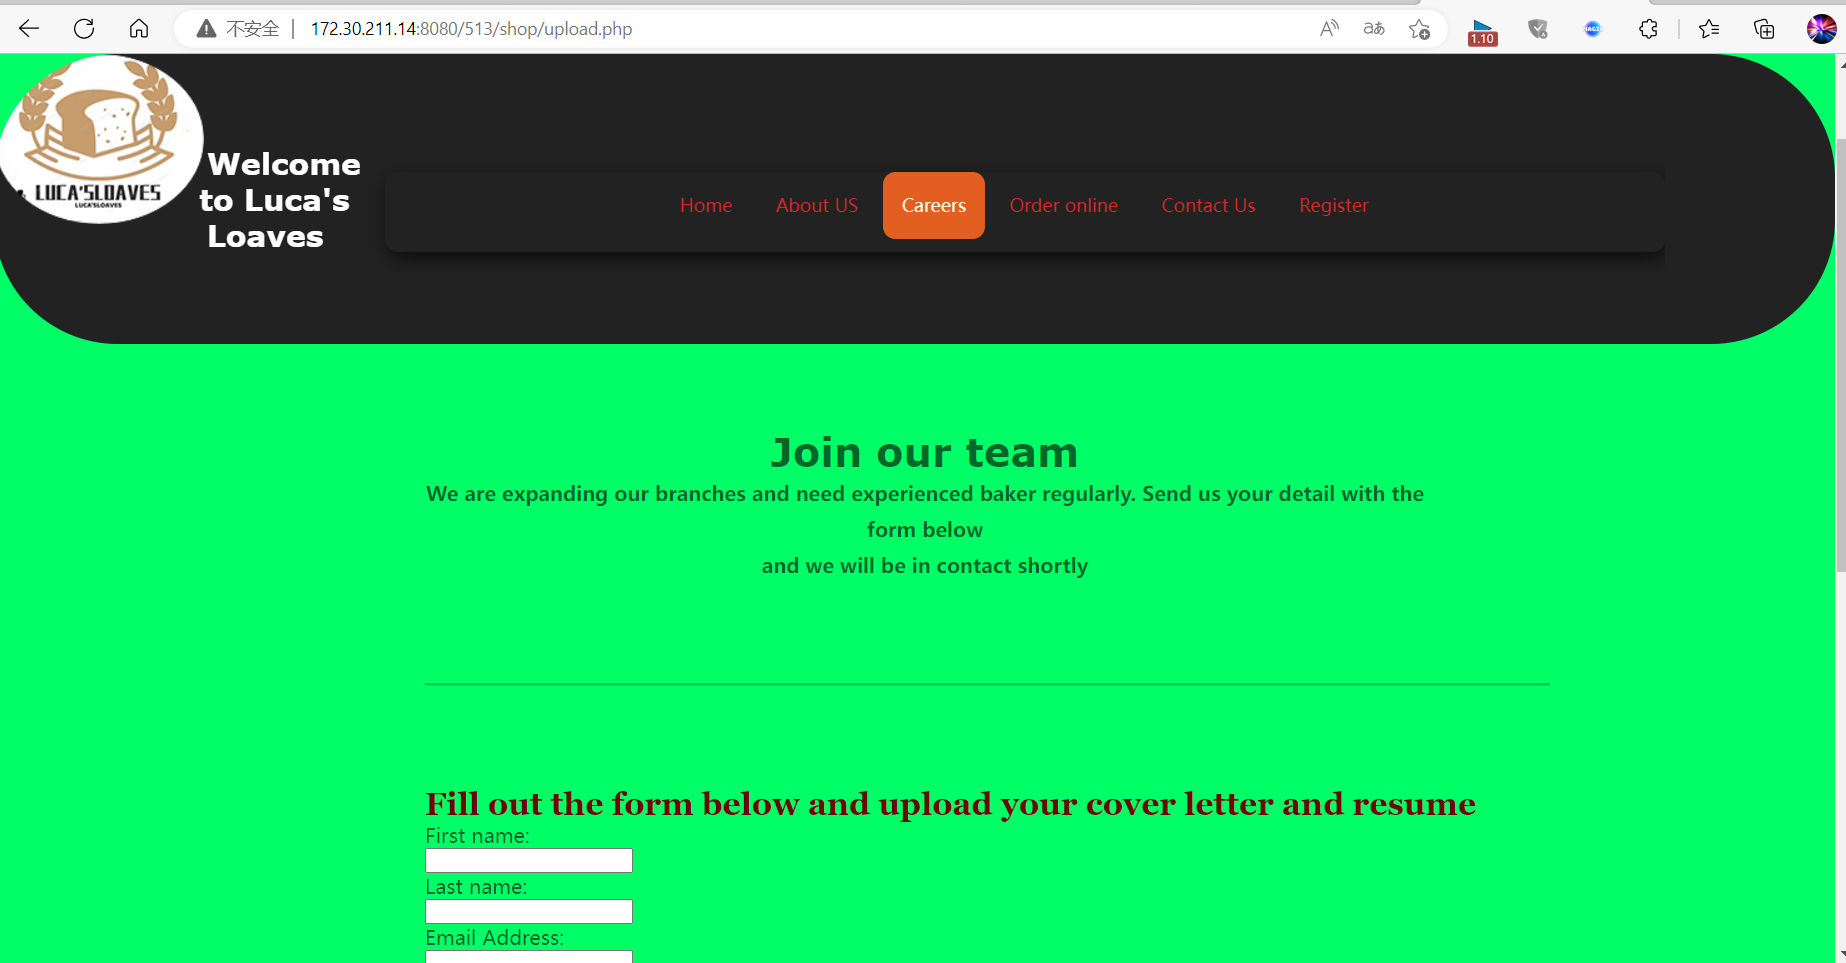 不安全
172.30.211.14:8080/513/shop/upload.php
aあ
1.10
LUCA'SLOAVES
LUCA'SLOAVES
Welcome
to Luca's
Loaves
Home About US Careers Order online Contact Us Register
Join our team
We are expanding our branches and need experienced baker regularly. Send us your detail with the
form below
and we will be in contact shortly
Fill out the form below and upload your cover letter and resume
First name:
Last name:
Email Address: